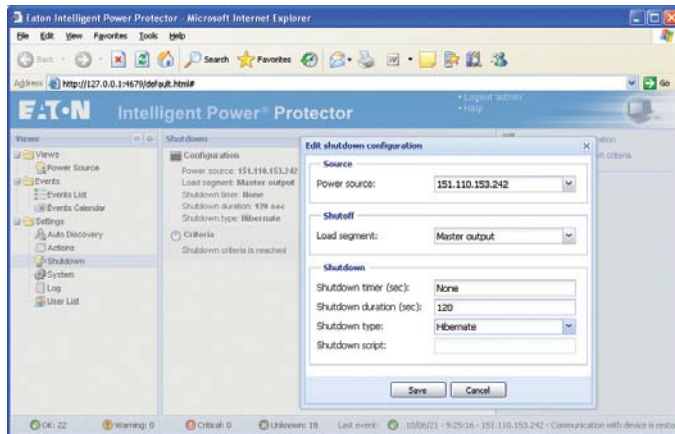 Eaton Intelligent Power Protector - Microsoft Internet Explorer
File Edit View Favorites Tools Help
Back Search Favorites
Address http://127.0.0.1:4679/default.html# Go
EATON Intelligent Power® Protector
Logout 'admin'
Help
Views
Views
Power Source
Events
Events List
Events Calendar
Settings
Auto Discovery
Actions
Shutdown
System
Log
User List
Shutdown
Configuration
Power source: 151.110.153.242
Load segment: Master output
Shutdown timer: None
Shutdown duration: 120 sec
Shutdown type: Hibernate
Criteria
Shutdown criteria is reached
Edit shutdown configuration
Source
Power source: 151.110.153.242
Shutoff
Load segment: Master output
Shutdown
Shutdown timer (sec): None
Shutdown duration (sec): 120
Shutdown type: Hibernate
Shutdown script:
Save Cancel
criteria
OK: 22 Warning: 0 Critical: 0 Unknown: 18 Last event: 10/06/21 - 9:25:16 - 151.110.153.242 - Communication with device is resto